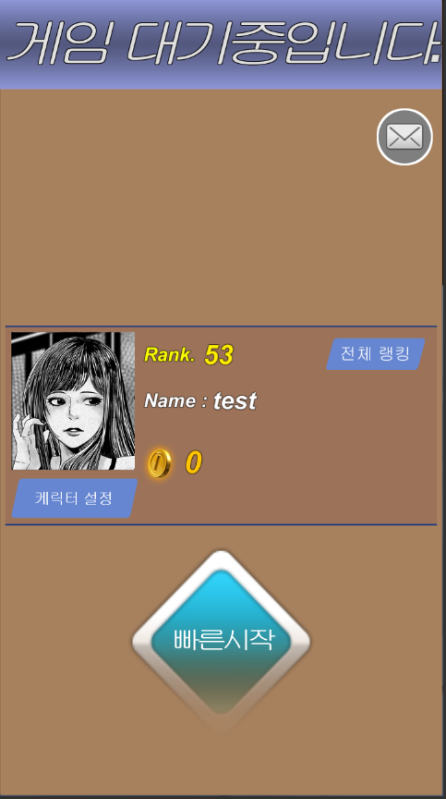 게임 대기중입니다.
Rank. 53
전체 랭킹
Name : test
0
케릭터 설정
빠른시작